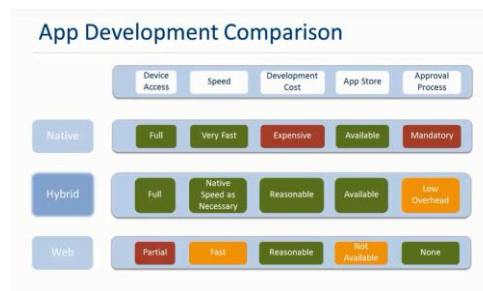 App Development Comparison
Device Access
Speed
Development Cost
App Store
Approval Process
Native
Full
Very Fast
Expensive
Available
Mandatory
Hybrid
Full
Native Speed as Necessary
Reasonable
Available
Low Overhead
Web
Partial
Fast
Reasonable
Not Available
None